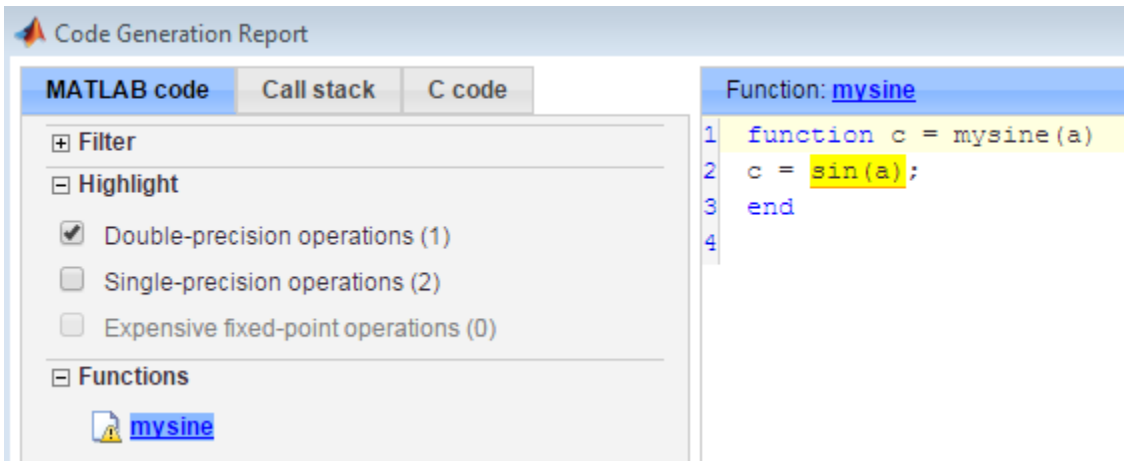 Code Generation Report
MATLAB code Call stack C code
Filter
Highlight
Double-precision operations (1)
Single-precision operations (2)
Expensive fixed-point operations (0)
Functions
mysine
Function: mysine
1 function c = mysine(a)
2 c = sin(a);
3 end
4